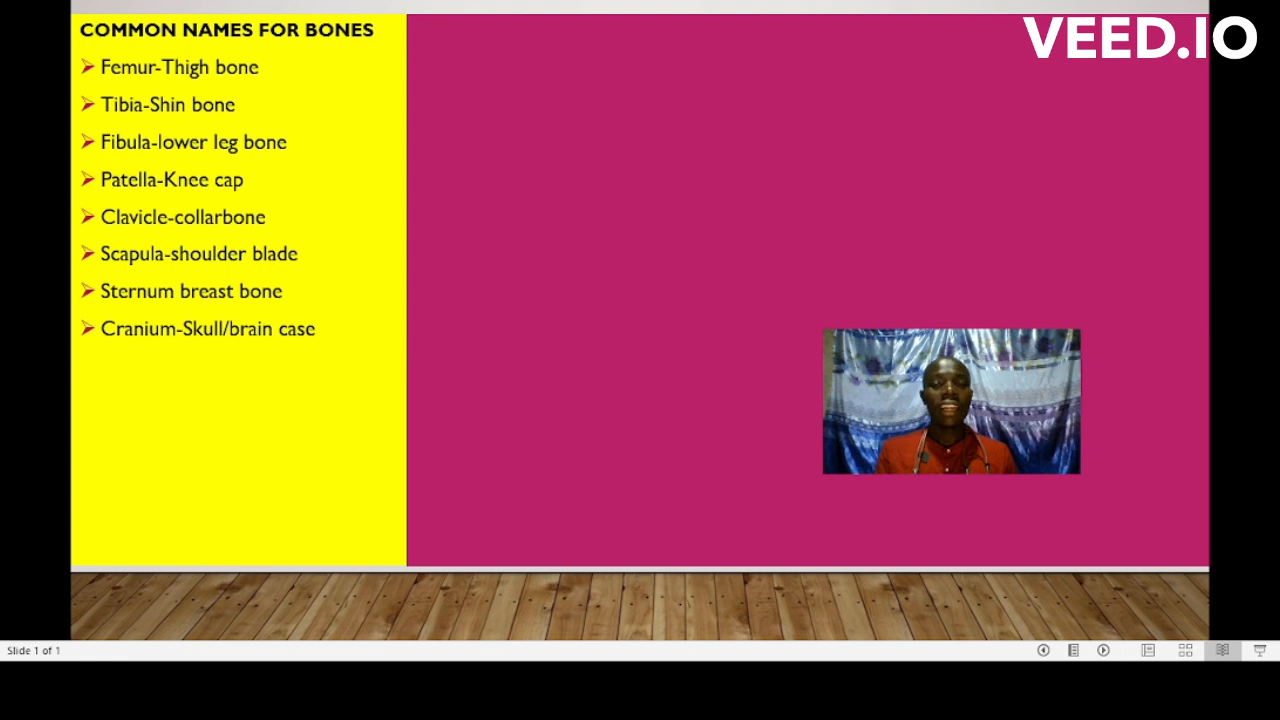 COMMON NAMES FOR BONES
VEED.IO
Femur-Thigh bone
Tibia-Shin bone
Fibula-lower leg bone
Patella-Knee cap
Clavicle-collarbone
Scapula-shoulder blade
Sternum breast bone
Cranium-Skull/brain case
Slide 1 of 1